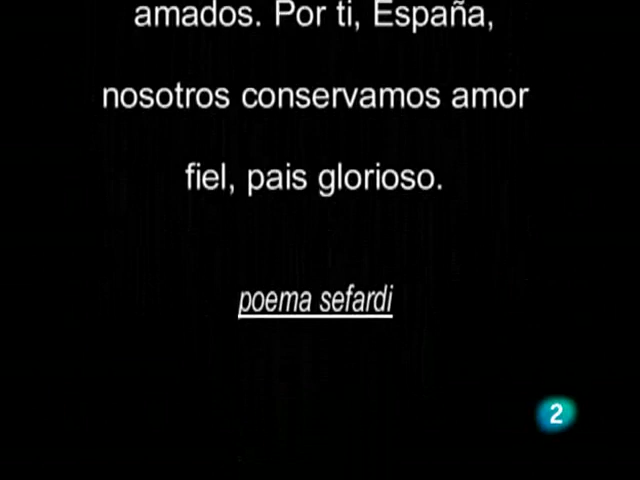 amados. Por ti, España,
nosotros conservamos amor
fiel, pais glorioso.
poema sefardi
2